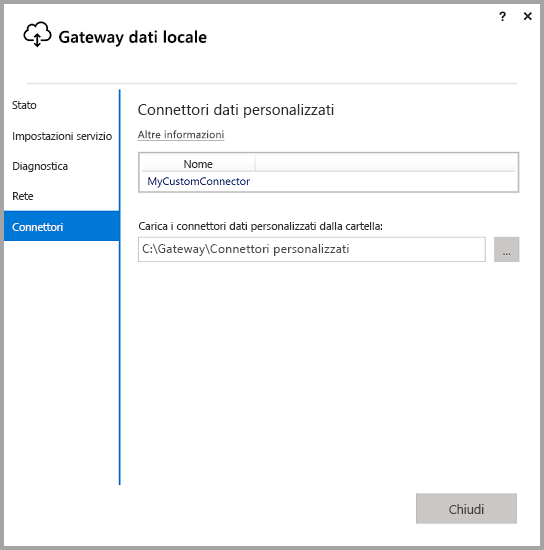 ? ×
Gateway dati locale
Stato
Impostazioni servizio
Diagnostica
Rete
Connettori
Connettori dati personalizzati
Altre informazioni
Nome
MyCustomConnector
Carica i connettori dati personalizzati dalla cartella:
C:\Gateway\Connettori personalizzati
...
Chiudi